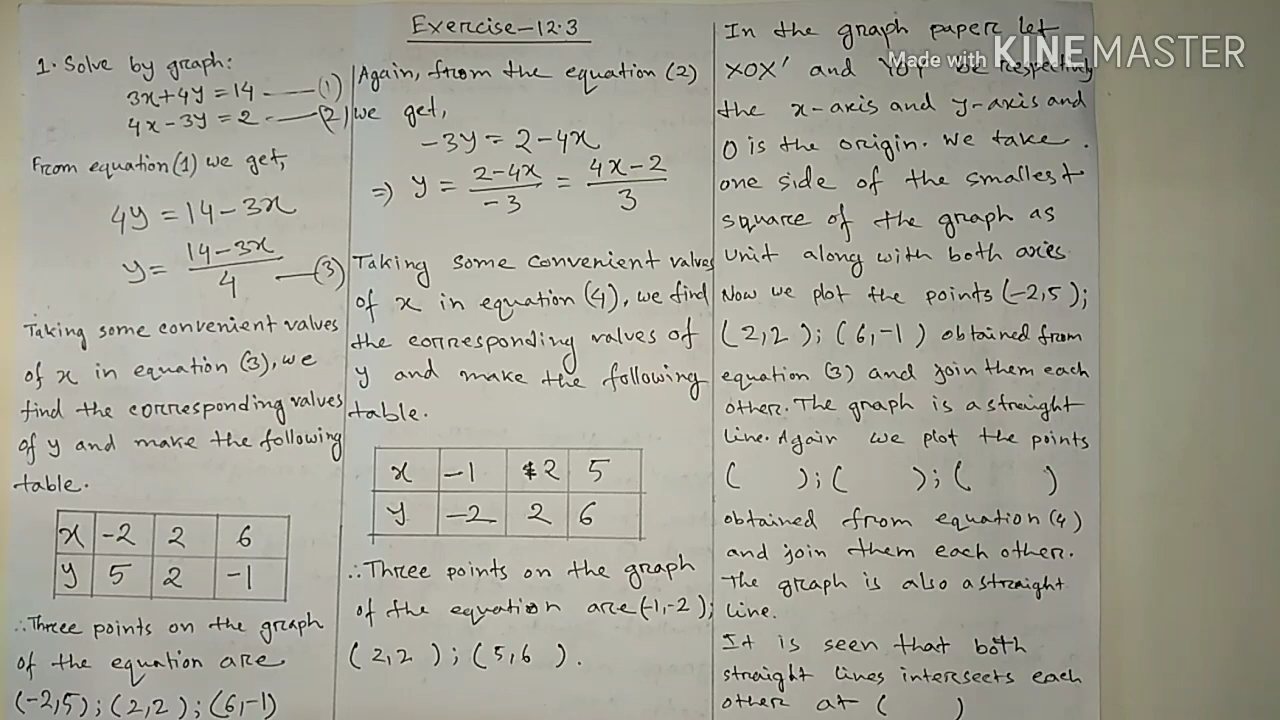 Exercise-12.3
1. Solve by graph:
3x+4y=14 —— (1)
4x-3y=2 —— (2)
From equation (1) we get,
4y = 14-3x
y = (14-3x)/4 —(3)
Taking some convenient values
of x in equation (3), we
find the corresponding values
of y and make the following
table.
x -2 2 6
y 5 2 -1
∴ Three points on the graph
of the equation are
(-2,5); (2,2); (6,-1)
Again, from the equation (2)
we get,
-3y = 2-4x
⇒ y = (2-4x)/-3 = (4x-2)/3
Taking some convenient values
of x in equation (4), we find
the corresponding values of
y and make the following
table.
x -1 2 5
y -2 2 6
∴ Three points on the graph
of the equation are (-1,-2);
(2,2 ); (5,6 ).
In the graph paper let
XOX' and be respectively
the x-axis and y-axis and
O is the origin. We take
one side of the smallest
square of the graph as
unit along with both axies.
Now we plot the points (-2,5);
(2,2 ); (6,-1 ) obtained from
equation (3) and join them each
other. The graph is a straight
line. Again we plot the points
( ); ( ); ( )
obtained from equation (4)
and join them each other.
The graph is also a straight
line.
It is seen that both
straight lines intersects each
other at ( )
Made with KINEMASTER